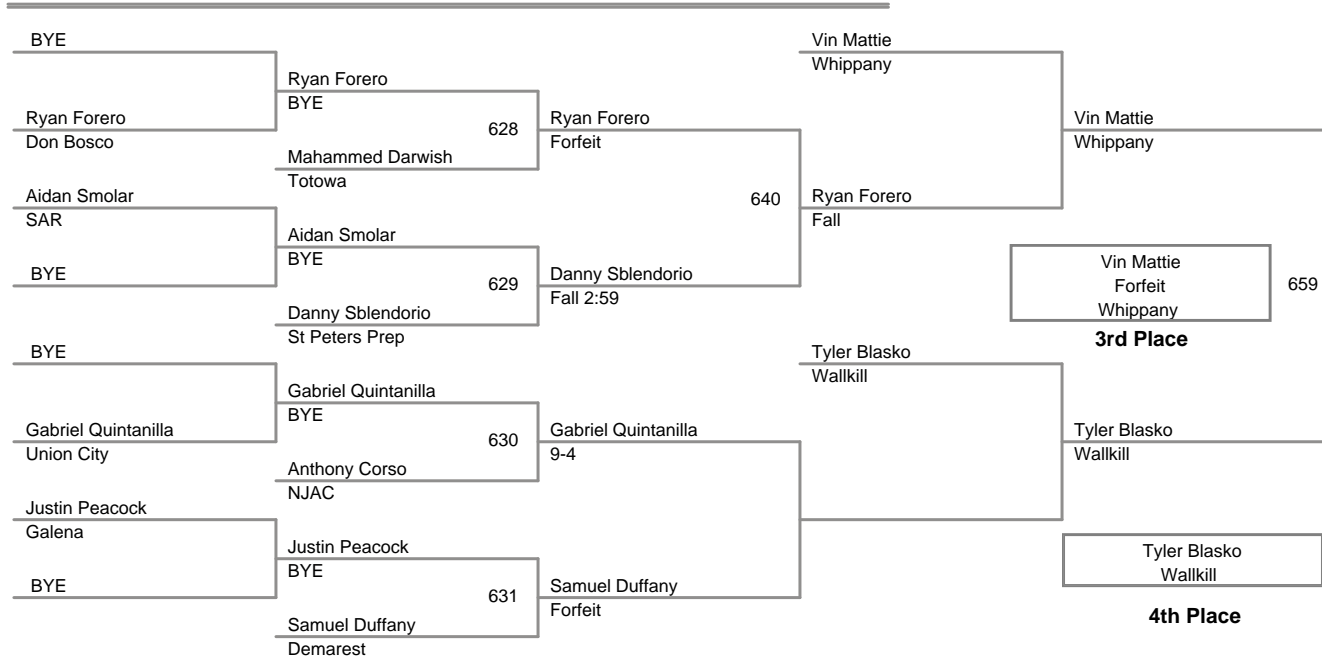 BYE
Ryan Forero
Don Bosco
Aidan Smolar
SAR
BYE
BYE
Gabriel Quintanilla
Union City
Justin Peacock
Galena
BYE
Ryan Forero
BYE
628
Mahammed Darwish
Totowa
Aidan Smolar
BYE
629
Danny Sblendorio
St Peters Prep
Gabriel Quintanilla
BYE
630
Anthony Corso
NJAC
Justin Peacock
BYE
631
Samuel Duffany
Demarest
Ryan Forero
Forfeit
640
Danny Sblendorio
Fall 2:59
Gabriel Quintanilla
9-4
Samuel Duffany
Forfeit
Vin Mattie
Whippany
Ryan Forero
Fall
Tyler Blasko
Wallkill
Vin Mattie
Whippany
Vin Mattie
Forfeit
Whippany
659
3rd Place
Tyler Blasko
Wallkill
Tyler Blasko
Wallkill
4th Place